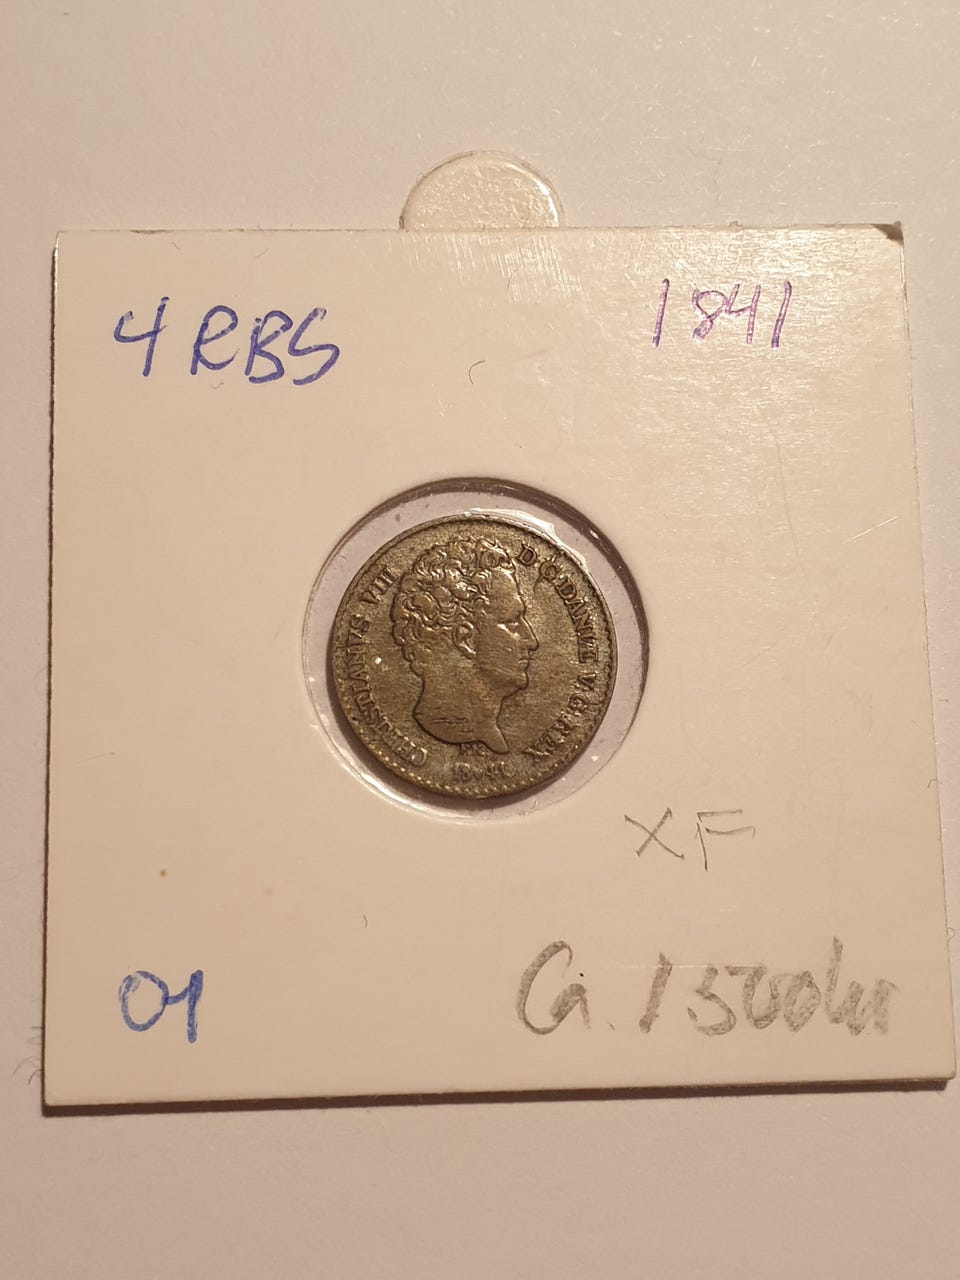 4 RBS
1841
CHRISTIANVS VIII D.G.DANIÆ V.G.REX
1841
XF
01
Ca. 1500kr